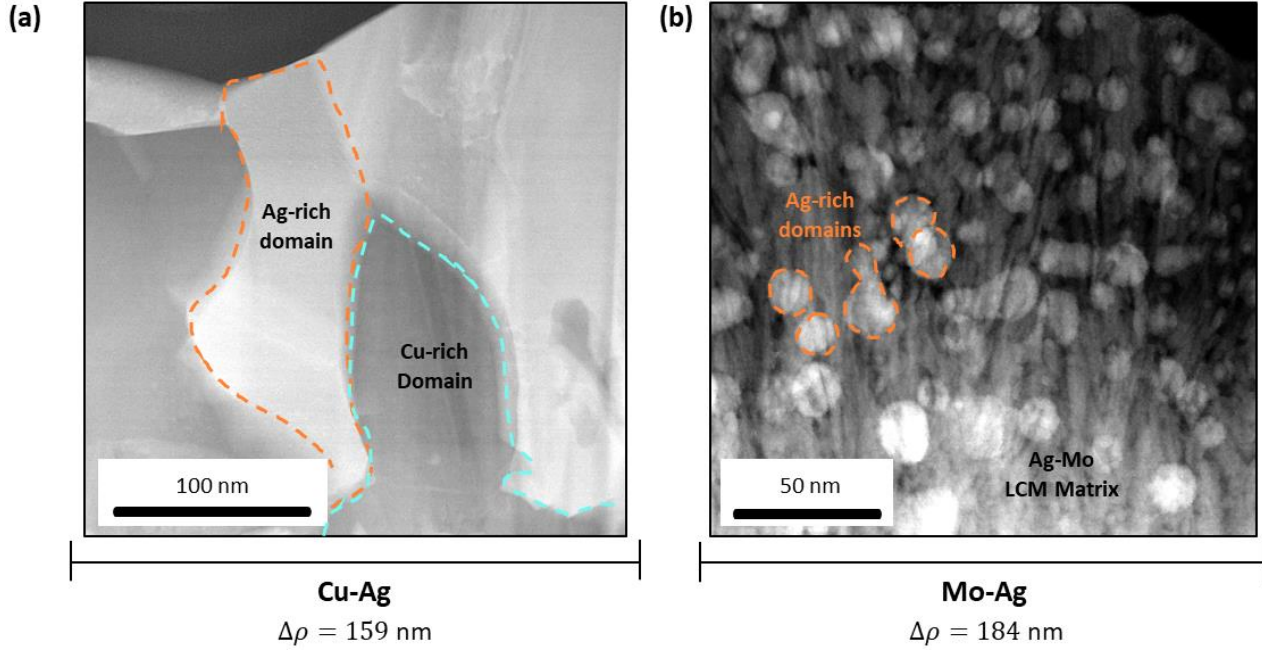 (a)
Ag-rich
domain
Cu-rich
Domain
100 nm
Cu-Ag
Δρ = 159 nm
(b)
Ag-rich
domains
Ag-Mo
LCM Matrix
50 nm
Mo-Ag
Δρ = 184 nm